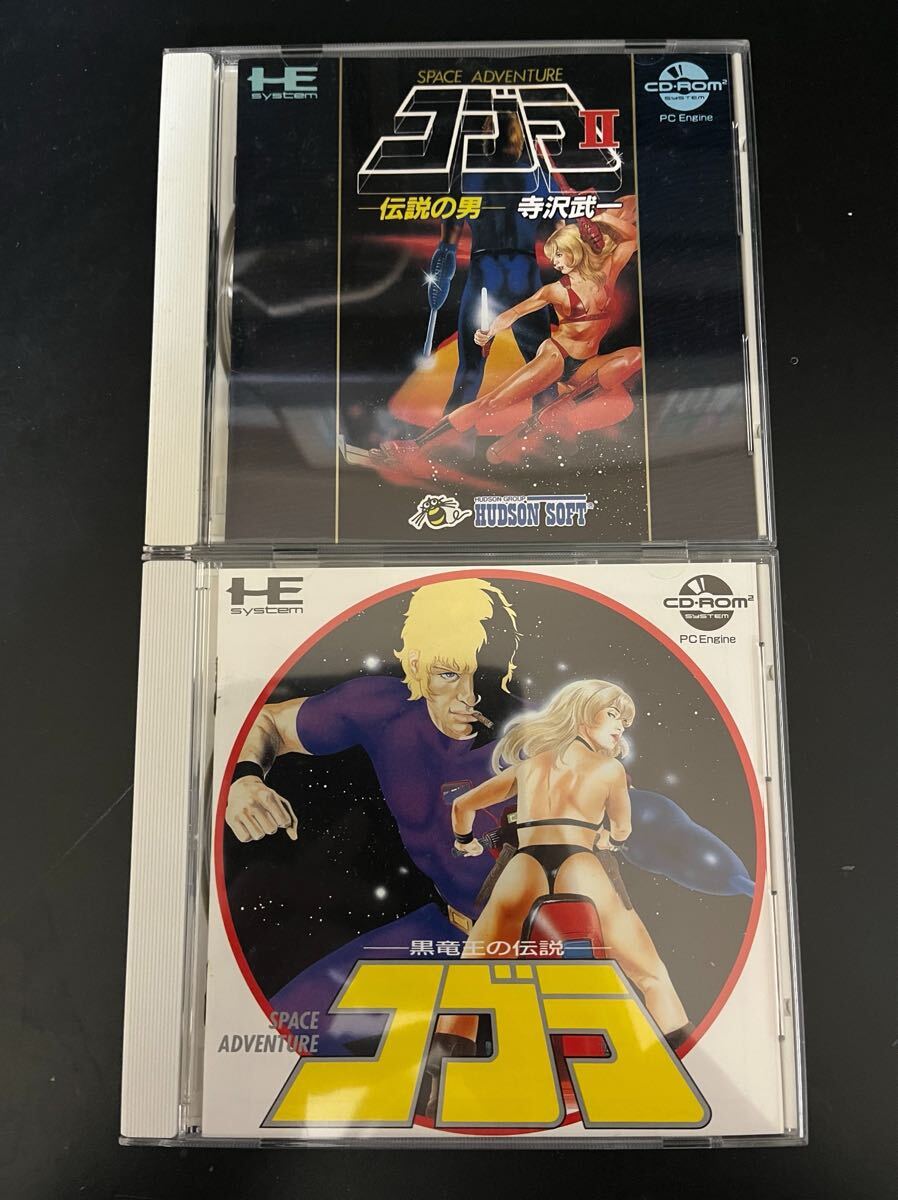 HE
system
SPACE ADVENTURE
CD-ROM²
SYSTEM
PC Engine
コブラII
—伝説の男— 寺沢武一
HUDSON GROUP
HUDSON SOFT®
HE
system
CD-ROM²
SYSTEM
PC Engine
—黒竜王の伝説—
SPACE
ADVENTURE
コブラ